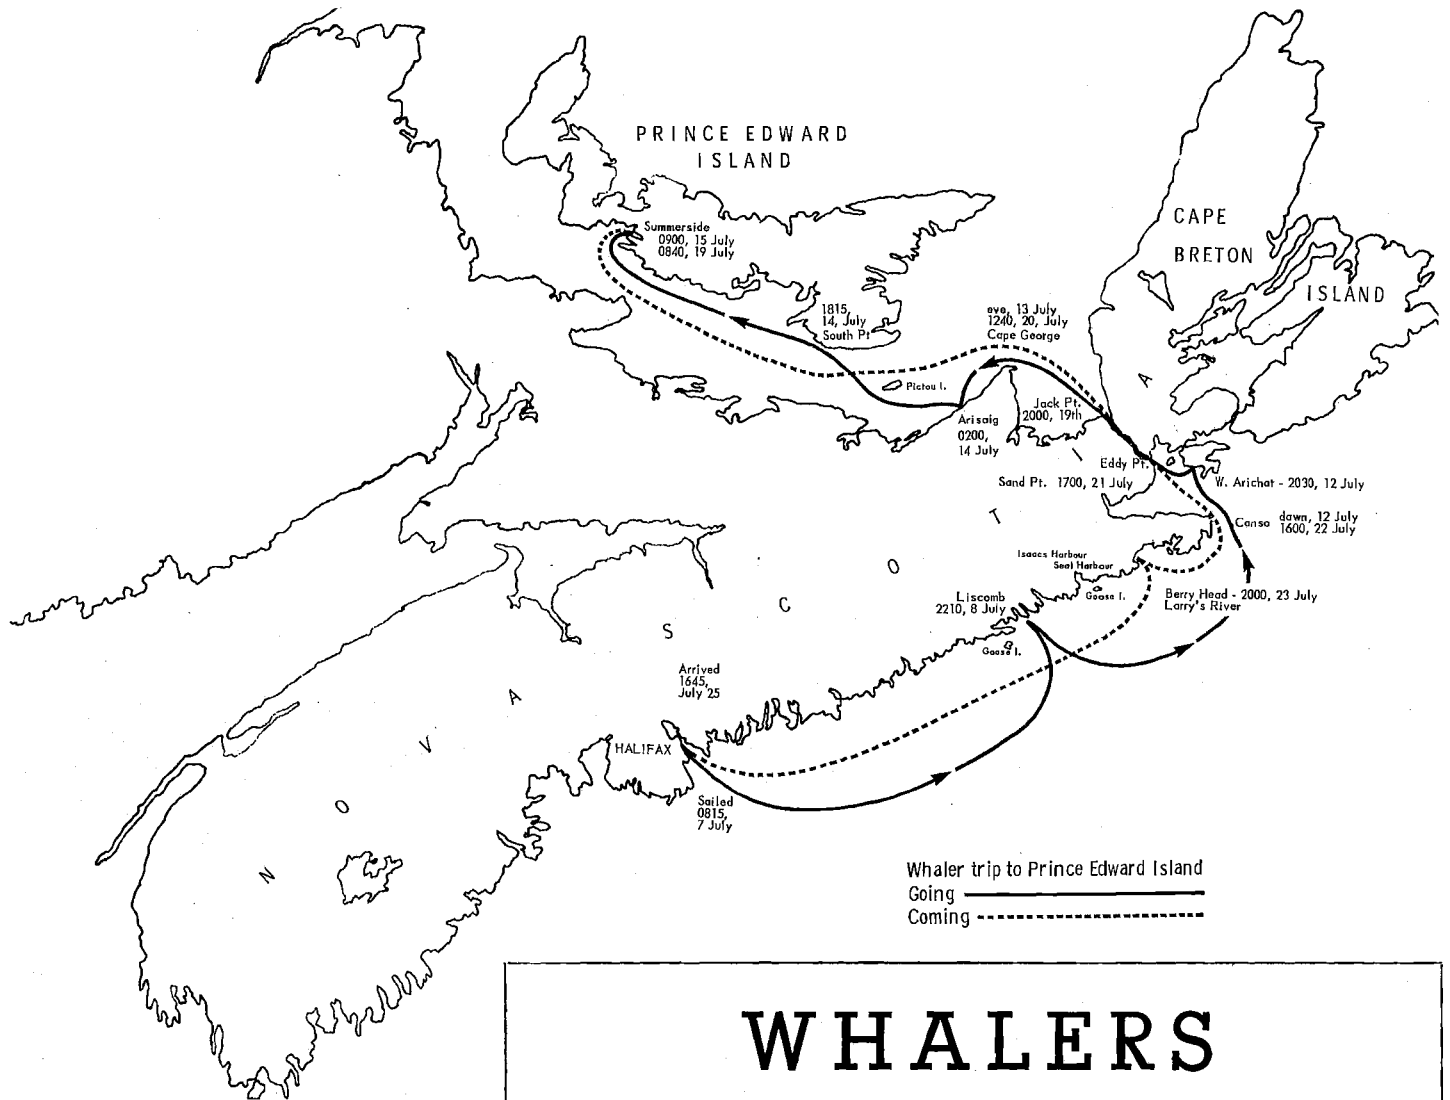 PRINCE EDWARD
ISLAND
CAPE
BRETON
ISLAND
Summerside
0900, 15 July
0840, 19 July
1815,
14, July
South Pt
eve, 13 July
1240, 20, July
Cape George
Pictou I.
Jack Pt.
2000, 19th
Arisaig
0200,
14 July
Eddy Pt.
Sand Pt. 1700, 21 July
W. Arichat - 2030, 12 July
Canso dawn, 12 July
1600, 22 July
Isaacs Harbour
Seal Harbour
Goose I.
Berry Head - 2000, 23 July
Larry's River
Liscomb
2210, 8 July
Goose I.
NOVA SCOTIA
Arrived
1645,
July 25
HALIFAX
Sailed
0815,
7 July
Whaler trip to Prince Edward Island
Going
Coming
WHALERS